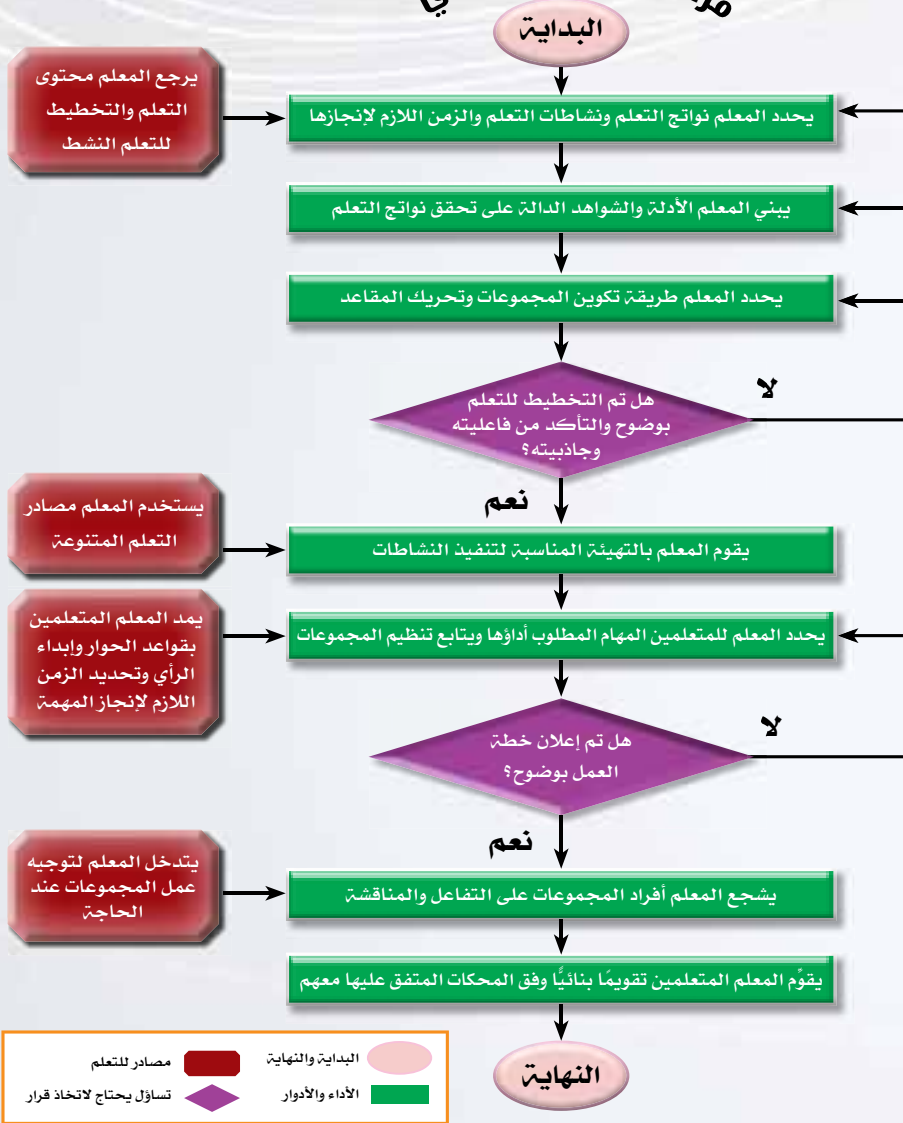 البداية
يرجع المعلم محتوى
التعلم والتخطيط
للتعلم النشط
يحدد المعلم نواتج التعلم ونشاطات التعلم والزمن اللازم لإنجازها
يبني المعلم الأدلة والشواهد الدالة على تحقق نواتج التعلم
يحدد المعلم طريقة تكوين المجموعات وتحريك المقاعد
هل تم التخطيط للتعلم
بوضوح والتأكد من فاعليته
وجاذبيته؟
لا
نعم
يستخدم المعلم مصادر
التعلم المتنوعة
يقوم المعلم بالتهيئة المناسبة لتنفيذ النشاطات
يمد المعلم المتعلمين
بقواعد الحوار وإبداء
الرأي وتحديد الزمن
اللازم لإنجاز المهمة
يحدد المعلم للمتعلمين المهام المطلوب أداؤها ويتابع تنظيم المجموعات
هل تم إعلان خطة
العمل بوضوح؟
لا
نعم
يتدخل المعلم لتوجيه
عمل المجموعات عند
الحاجة
يشجع المعلم أفراد المجموعات على التفاعل والمناقشة
يقوِّم المعلم المتعلمين تقويمًا بنائيًّا وفق المحكات المتفق عليها معهم
النهاية
البداية والنهاية
مصادر للتعلم
الأداء والأدوار
تساؤل يحتاج لاتخاذ قرار